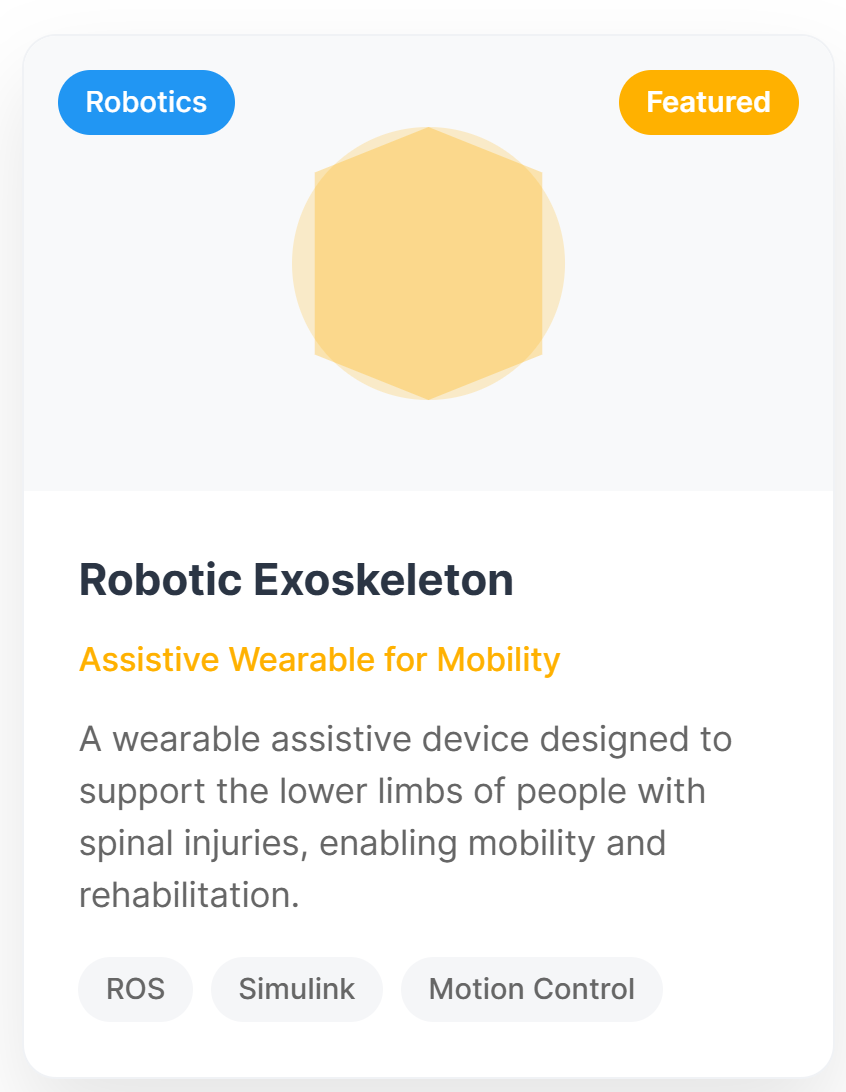 Robotics
Featured
Robotic Exoskeleton
Assistive Wearable for Mobility
A wearable assistive device designed to
support the lower limbs of people with
spinal injuries, enabling mobility and
rehabilitation.
ROS
Simulink
Motion Control